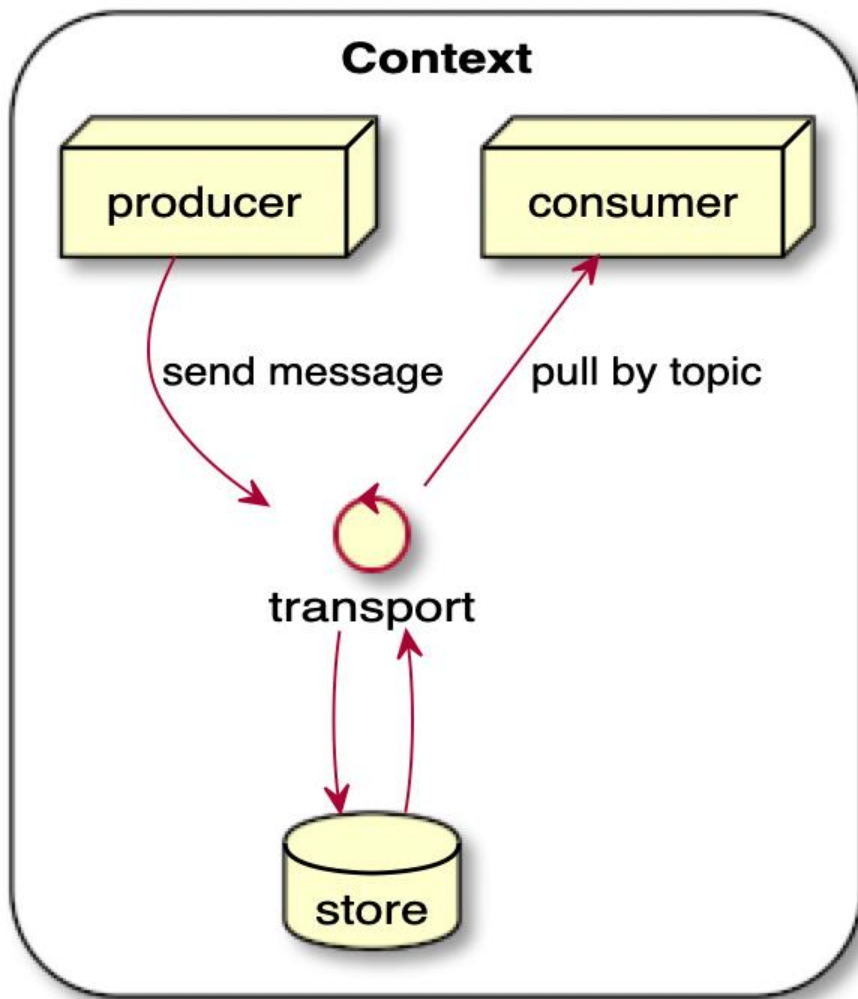 Context
producer
consumer
send message
pull by topic
transport
store